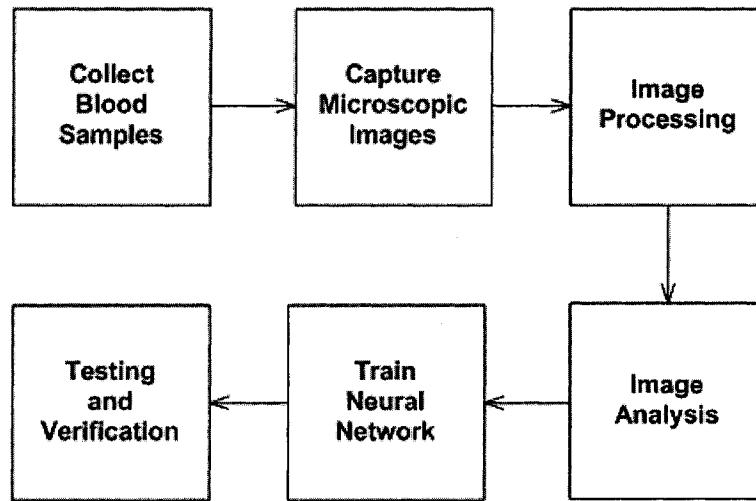 Collect
Blood
Samples
Capture
Microscopic
Images
Image
Processing
Image
Analysis
Train
Neural
Network
Testing
and
Verification